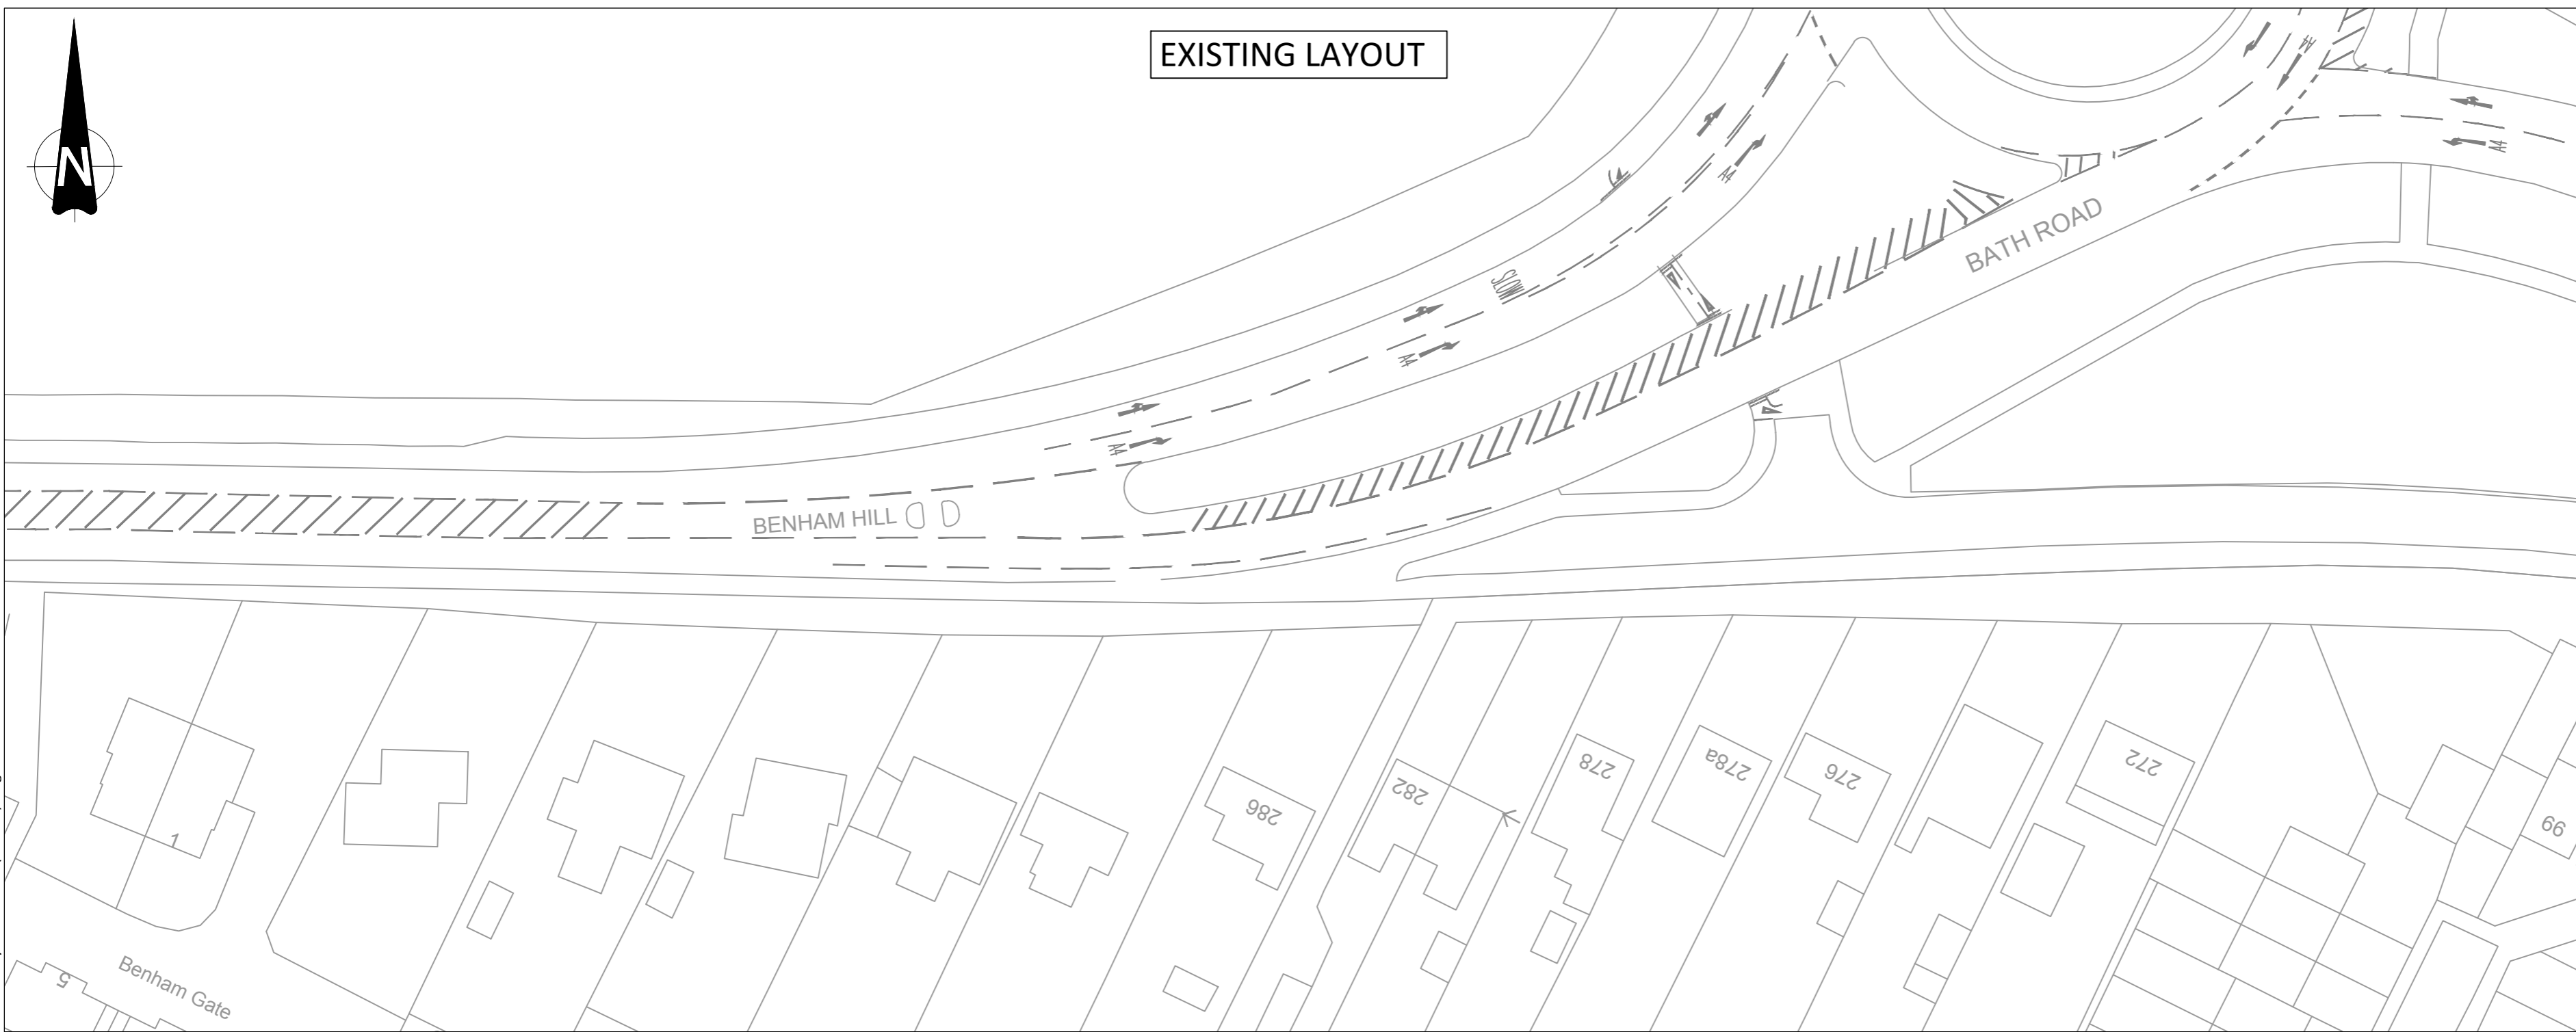 EXISTING LAYOUT
N
A4
A4
A4
BATH ROAD
SLOW
A4
A4
BENHAM HILL
286
282
278
278a
276
272
99
1
5
Benham Gate